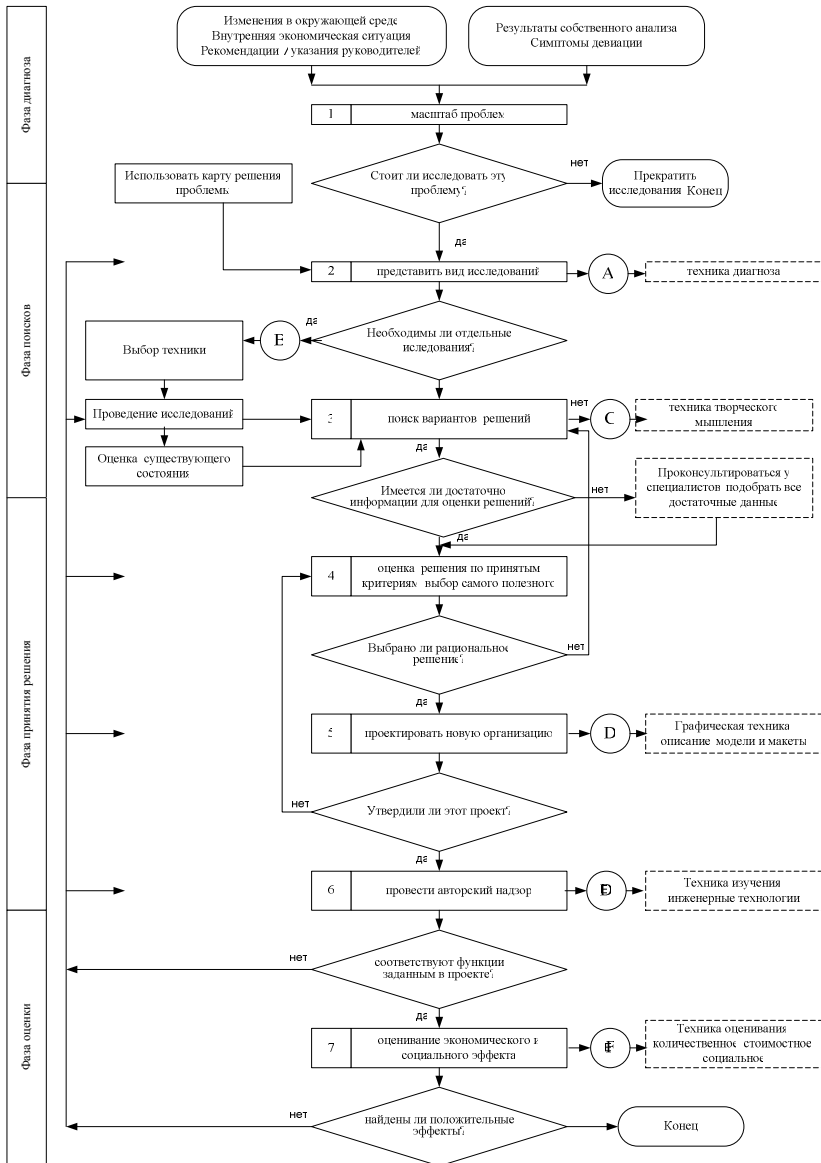 Изменения в окружающей среде
Внутренняя экономическая ситуация
Рекомендации / указания руководителей
Результаты собственного анализа
Симптомы девиации
Фаза диагноза
1
масштаб проблем
Стоит ли исследовать эту
проблему?
нет
Прекратить
исследования Конец
Использовать карту решения
проблемы
да
Фаза поисков
2
представить вид исследований
A
техника диагноза
Необходимы ли отдельные
иследования?
да
Выбор техники
Проведение исследований
3
поиск вариантов решений
нет
C
техника творческого
мышления
Оценка существующего
состояния
да
Имеется ли достаточно
информации для оценки решений?
нет
Проконсультироваться у
специалистов подобрать все
достаточные данные
да
Фаза принятия решения
4
оценка решения по принятым
критериям выбор самого полезного
Выбрано ли рациональное
решение?
нет
да
5
проектировать новую организацию
D
Графическая техника
описание модели и макеты
Утвердили ли этот проект?
нет
да
6
провести авторский надзор
Техника изучения
инженерные технологии
Фаза оценки
соответствуют функции
заданным в проекте?
нет
да
7
оценивание экономического и
социального эффекта
Техника оценивания
количественное стоимостное
социальное
найдены ли положительные
эффекты?
нет
Конец